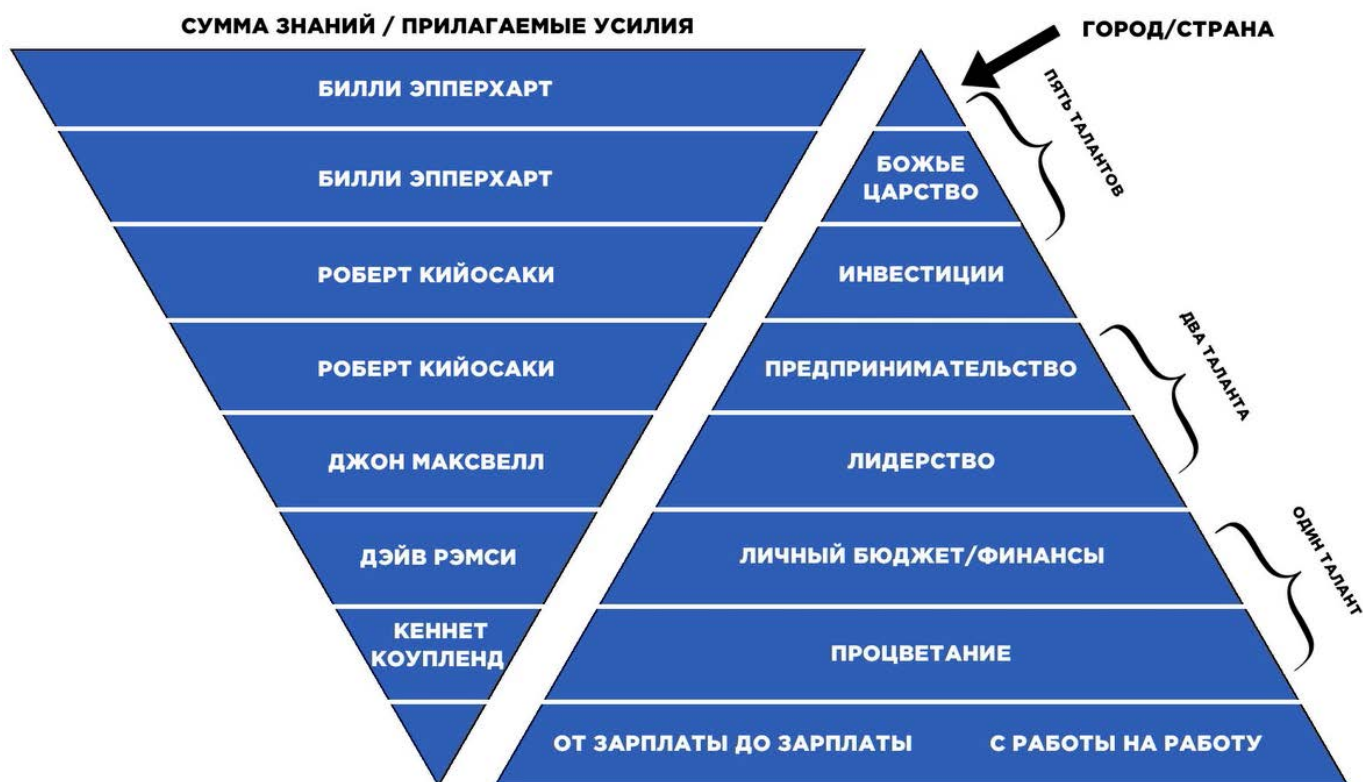 СУММА ЗНАНИЙ / ПРИЛАГАЕМЫЕ УСИЛИЯ
БИЛЛИ ЭППЕРХАРТ
БИЛЛИ ЭППЕРХАРТ
РОБЕРТ КИЙОСАКИ
РОБЕРТ КИЙОСАКИ
ДЖОН МАКСВЕЛЛ
ДЭЙВ РЭМСИ
КЕННЕТ
КОУПЛЕНД
ГОРОД/СТРАНА
БОЖЬЕ
ЦАРСТВО
ИНВЕСТИЦИИ
ПРЕДПРИНИМАТЕЛЬСТВО
ЛИДЕРСТВО
ЛИЧНЫЙ БЮДЖЕТ/ФИНАНСЫ
ПРОЦВЕТАНИЕ
ОТ ЗАРПЛАТЫ ДО ЗАРПЛАТЫ С РАБОТЫ НА РАБОТУ
ПЯТЬ ТАЛАНТОВ
ДВА ТАЛАНТА
ОДИН ТАЛАНТ